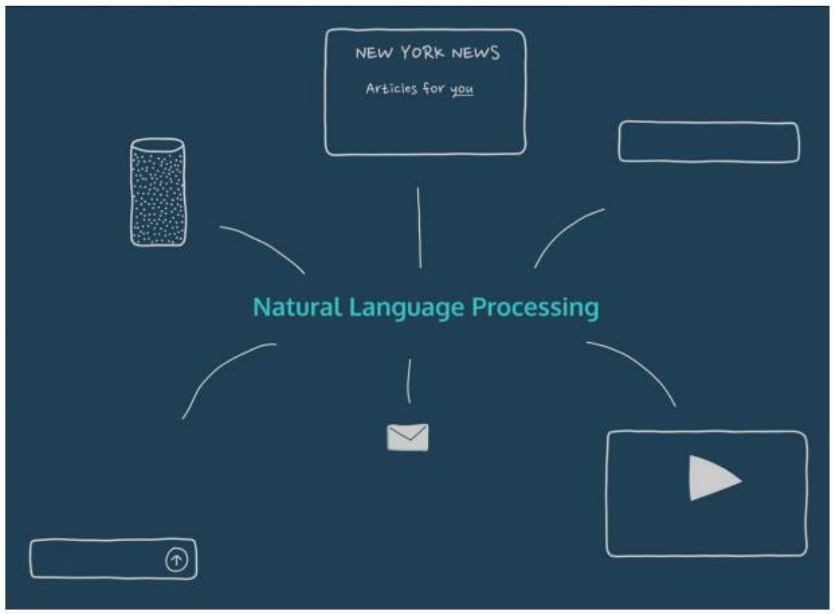 NEW YORK NEWS
Articles for you
Natural Language Processing